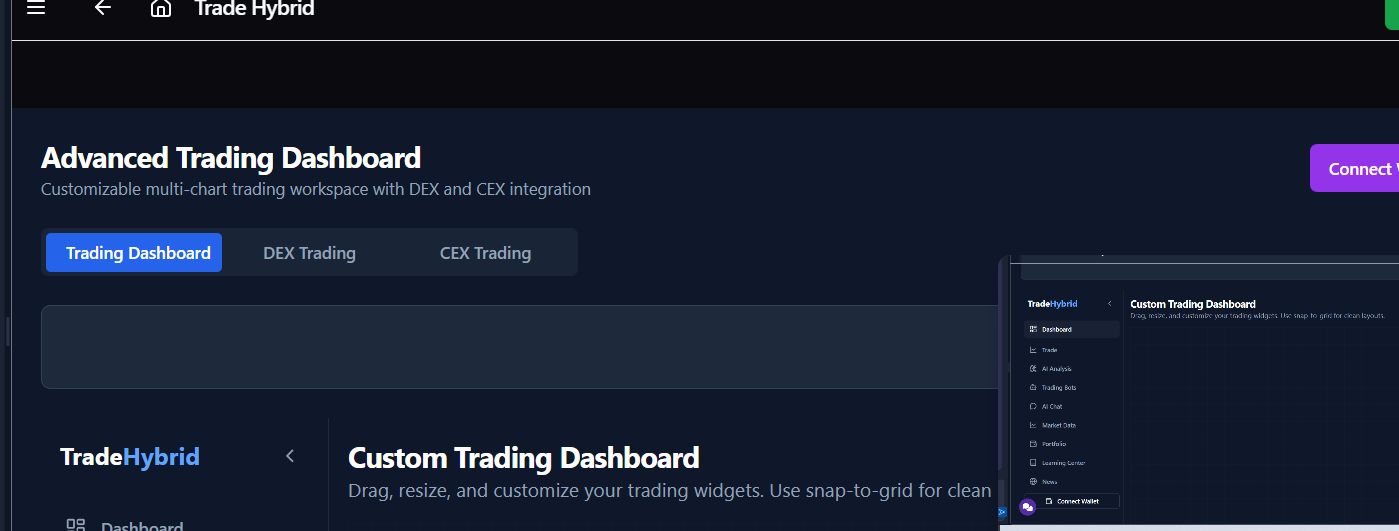 Trade Hybrid
Advanced Trading Dashboard
Customizable multi-chart trading workspace with DEX and CEX integration
Connect
Trading Dashboard
DEX Trading
CEX Trading
TradeHybrid
Custom Trading Dashboard
Drag, resize, and customize your trading widgets. Use snap-to-grid for clean
Dashboard
TradeHybrid
Custom Trading Dashboard
Drag, resize, and customize your trading widgets. Use snap-to-grid for clean layouts.
Dashboard
Trade
AI Analysis
Trading Bots
AI Chat
Market Data
Portfolio
Learning Center
News
Connect Wallet